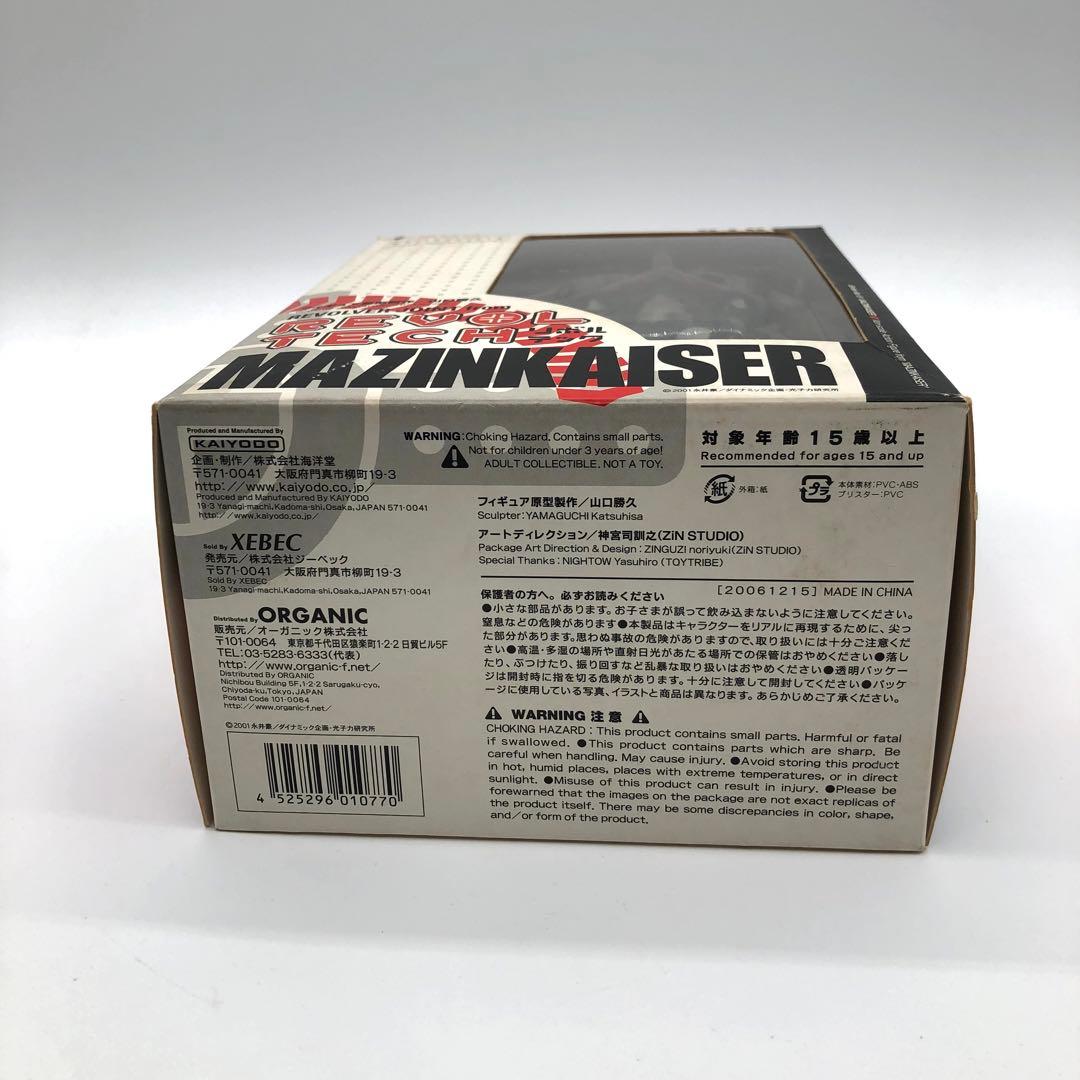 REVOLVER
REVOL
TECH リボルテック
MAZINKAISER
©2001永井豪/ダイナミック企画・光子力研究所
Produced and Manufactured By
KAIYODO
企画・制作/株式会社海洋堂
〒571-0041 大阪府門真市柳町19-3
http://www.kaiyodo.co.jp/
Produced and Manufactured By KAIYODO
19-3 Yanagi-machi, Kadoma-shi, Osaka, JAPAN 571-0041
http://www.kaiyodo.co.jp/
Sold By XEBEC
発売元/株式会社ジーベック
〒571-0041 大阪府門真市柳町19-3
Sold By XEBEC
19-3 Yanagi-machi, Kadoma-shi, Osaka, JAPAN 571-0041
Distributed By ORGANIC
販売元/オーガニック株式会社
〒101-0064 東京都千代田区猿楽町1-2-2 日貿ビル5F
TEL:03-5283-6333(代表)
http://www.organic-f.net/
Distributed By ORGANIC
Nichibou Building 5F, 1-2-2 Sarugaku-cyo,
Chiyoda-ku, Tokyo, JAPAN
Postal Code 101-0064
http://www.organic-f.net/
©2001永井豪/ダイナミック企画・光子力研究所
4 525296 010770
WARNING: Choking Hazard. Contains small parts.
Not for children under 3 years of age!
ADULT COLLECTIBLE. NOT A TOY.
対象年齢15歳以上
Recommended for ages 15 and up
紙 外箱:紙
プラ 本体素材:PVC・ABS
ブリスター:PVC
フィギュア原型製作/山口勝久
Sculpter: YAMAGUCHI Katsuhisa
アートディレクション/神宮司訓之(ZiN STUDIO)
Package Art Direction & Design : ZINGUZI noriyuki (ZiN STUDIO)
Special Thanks : NIGHTOW Yasuhiro (TOYTRIBE)
[20061215] MADE IN CHINA
保護者の方へ。必ずお読みください
●小さな部品があります。お子さまが誤って飲み込まないように注意してください。
窒息などの危険があります●本製品はキャラクターをリアルに再現するために、尖っ
た部分があります。思わぬ事故の危険がありますので、取り扱いには十分ご注意くださ
い●高温・多湿の場所や直射日光があたる場所での保管はおやめください●落し
たり、ぶつけたり、振り回すなど乱暴な取り扱いはおやめください●透明パッケー
ジは開封時に指を切る危険があります。十分に注意して開封してください●パッケ
ージに使用している写真、イラストと商品は異なります。あらかじめご了承ください。
WARNING 注意
CHOKING HAZARD : This product contains small parts. Harmful or fatal
if swallowed. ●This product contains parts which are sharp. Be
careful when handling. May cause injury. ●Avoid storing this product
in hot, humid places, places with extreme temperatures, or in direct
sunlight. ●Misuse of this product can result in injury. ●Please be
forewarned that the images on the package are not exact replicas of
the product itself. There may be some discrepancies in color, shape,
and/or form of the product.